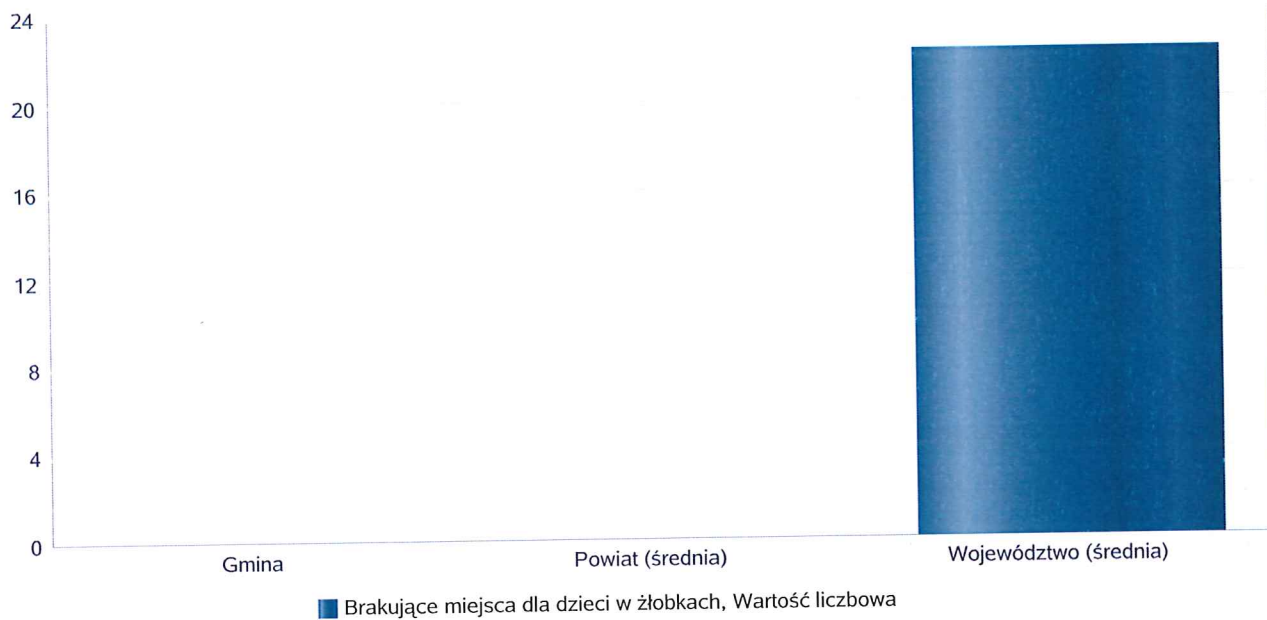 24
20
16
12
8
4
0
Gmina
Powiat (średnia)
Województwo (średnia)
Brakujące miejsca dla dzieci w żłobkach, Wartość liczbowa